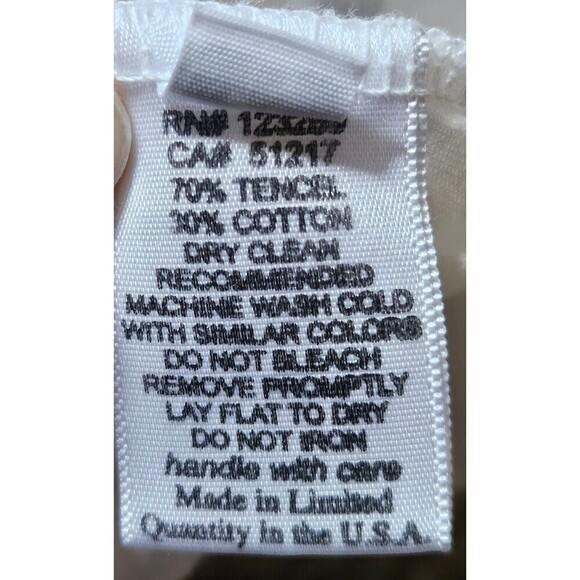 RN#
CA# 51217
70% TENCEL
30% COTTON
DRY CLEAN
RECOMMENDED
MACHINE WASH COLD
WITH SIMILAR COLORS
DO NOT BLEACH
REMOVE PROMPTLY
LAY FLAT TO DRY
DO NOT IRON
handle with care
Made in Limited
Quantity in the U.S.A.